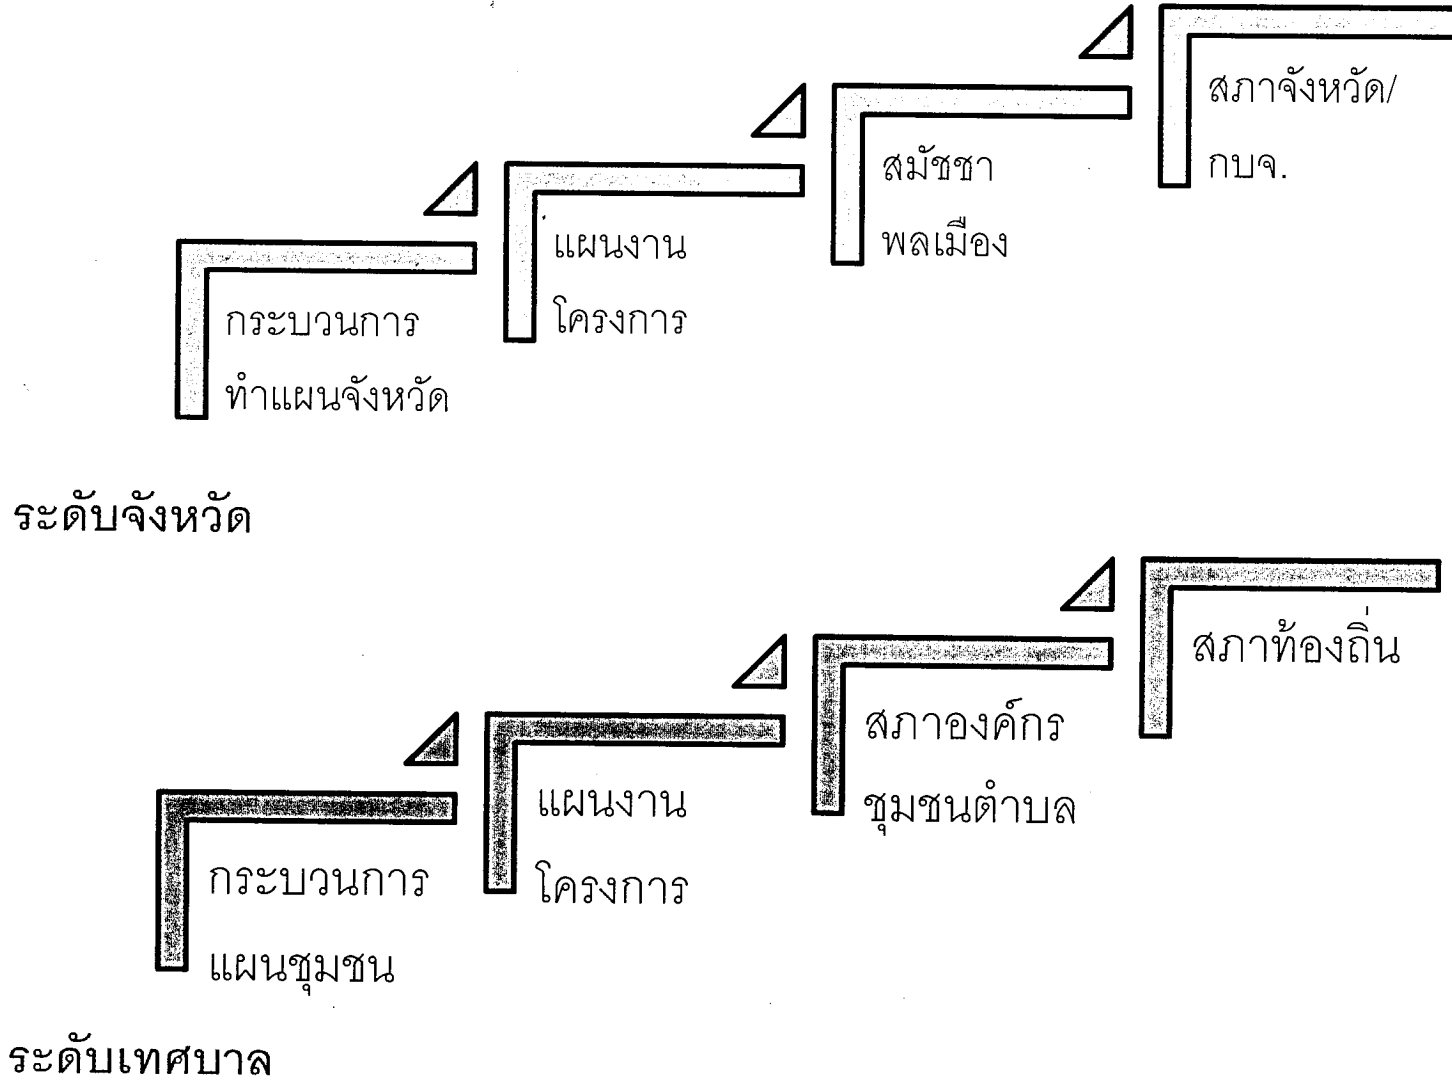 สภาจังหวัด/
กบจ.
สมัชชา
พลเมือง
แผนงาน
โครงการ
กระบวนการ
ทำแผนจังหวัด
ระดับจังหวัด
สภาท้องถิ่น
สภาองค์กร
ชุมชนตำบล
แผนงาน
โครงการ
กระบวนการ
แผนชุมชน
ระดับเทศบาล